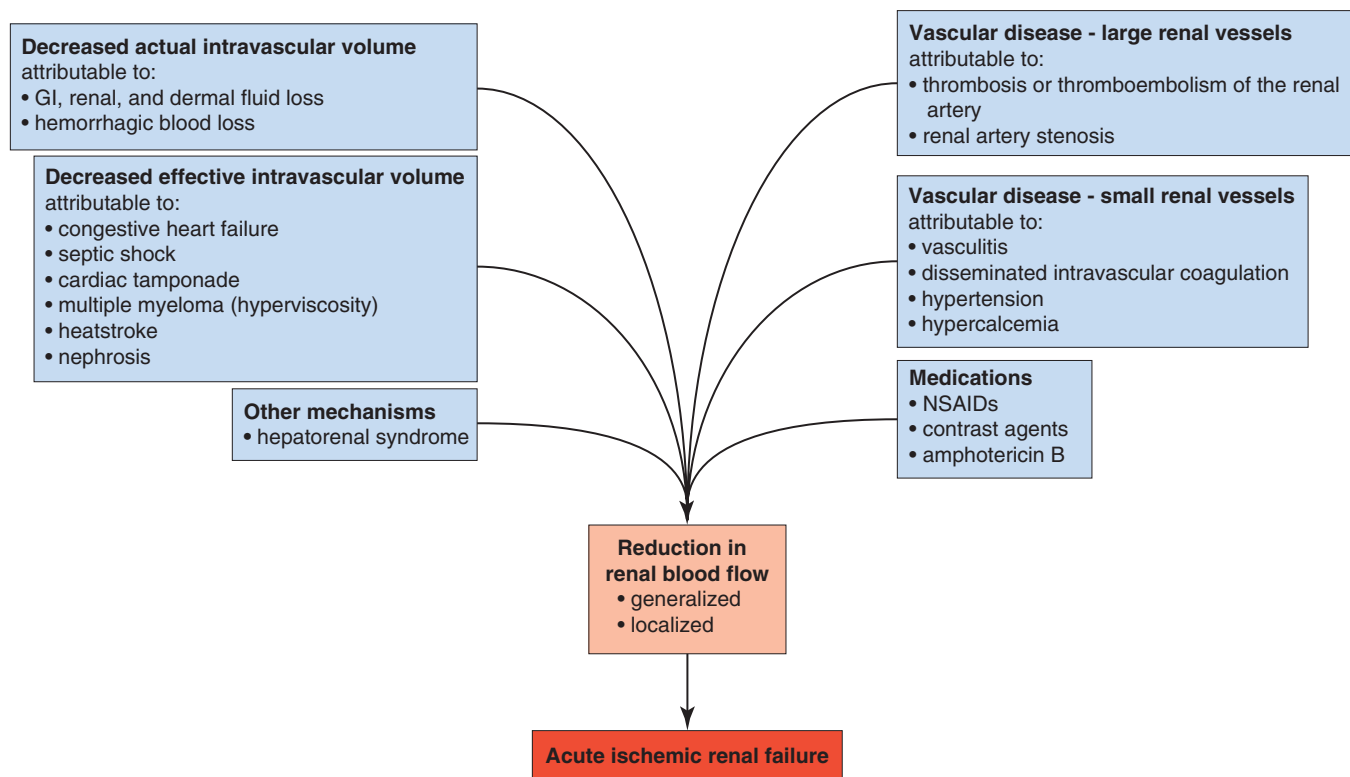 Decreased actual intravascular volume
attributable to:
• GI, renal, and dermal fluid loss
• hemorrhagic blood loss
Decreased effective intravascular volume
attributable to:
• congestive heart failure
• septic shock
• cardiac tamponade
• multiple myeloma (hyperviscosity)
• heatstroke
• nephrosis
Other mechanisms
• hepatorenal syndrome
Vascular disease - large renal vessels
attributable to:
• thrombosis or thromboembolism of the renal
artery
• renal artery stenosis
Vascular disease - small renal vessels
attributable to:
• vasculitis
• disseminated intravascular coagulation
• hypertension
• hypercalcemia
Medications
• NSAIDs
• contrast agents
• amphotericin B
Reduction in
renal blood flow
• generalized
• localized
Acute ischemic renal failure